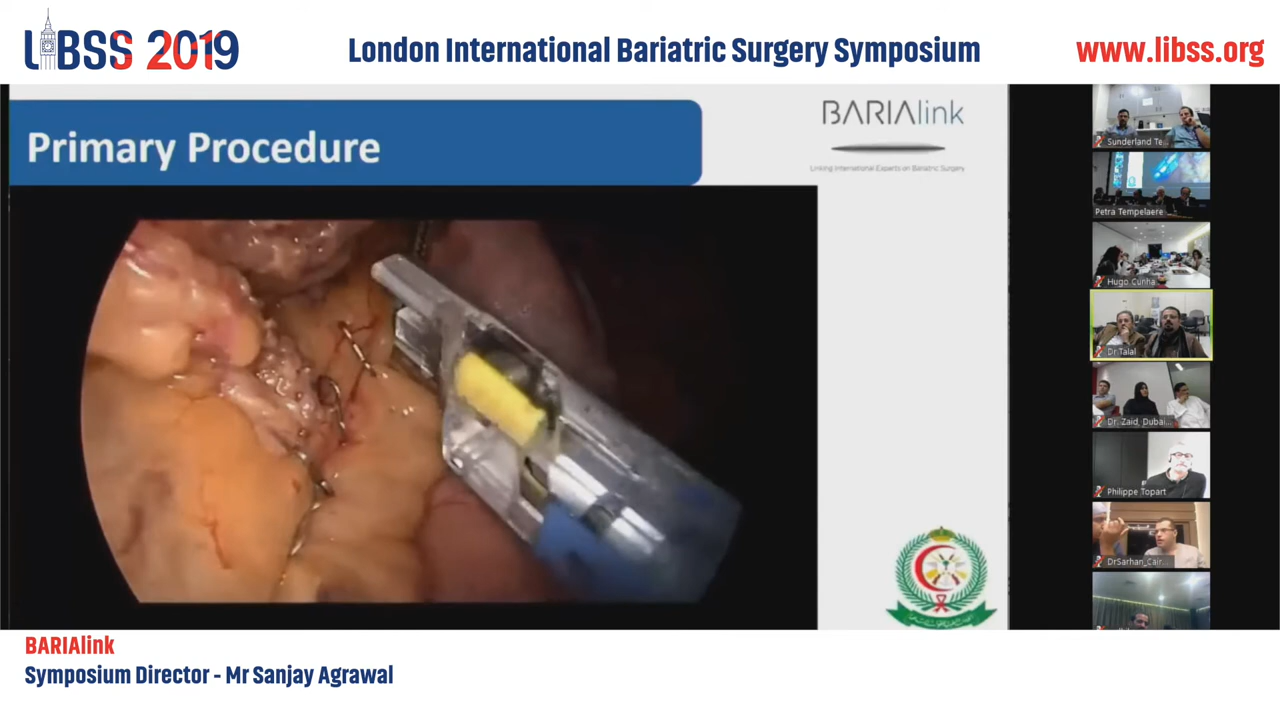 LIBSS 2019
London International Bariatric Surgery Symposium
www.libss.org
Primary Procedure
BARIAlink
Linking International Experts on Bariatric Surgery
Sunderland Te...
Petra Tempelaere
Hugo Cunha
Dr Talal
Dr. Zaid, Dubai...
Philippe Topart
DrSarhan_Cair...
BARIAlink
Symposium Director - Mr Sanjay Agrawal